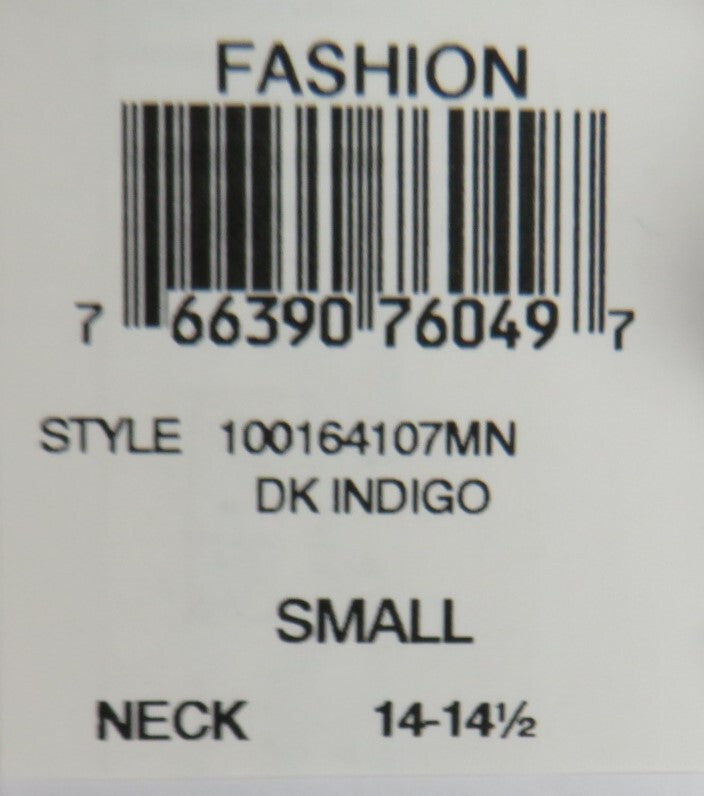 FASHION
7 66390 76049 7
STYLE 100164107MN
DK INDIGO
SMALL
NECK 14-14½